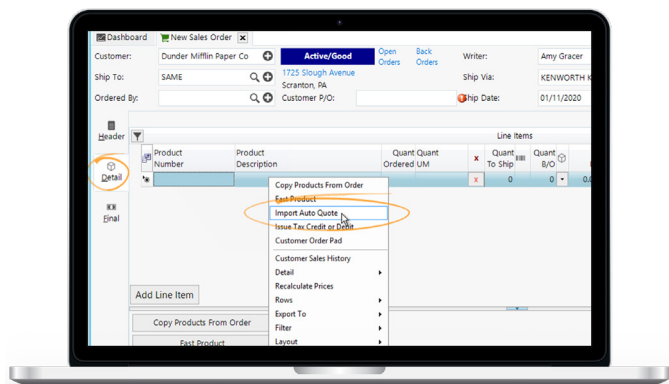 Dashboard New Sales Order x
Customer: Dunder Mifflin Paper Co Active/Good Open Orders Back Orders Writer: Amy Gracer
Ship To: SAME 1725 Slough Avenue Ship Via: KENWORTH K
Scranton, PA
Ordered By: Customer P/O: Ship Date: 01/11/2020
Header
Line Items
Product Number Product Description Quant Ordered Quant UM x Quant To Ship Quant B/O
Detail
x 0 0 0.0
Final
Copy Products From Order
Fast Product
Import Auto Quote
Issue Tax Credit or Debit
Customer Order Pad
Customer Sales History
Detail
Recalculate Prices
Rows
Export To
Filter
Layout
Add Line Item
Copy Products From Order
Fast Product